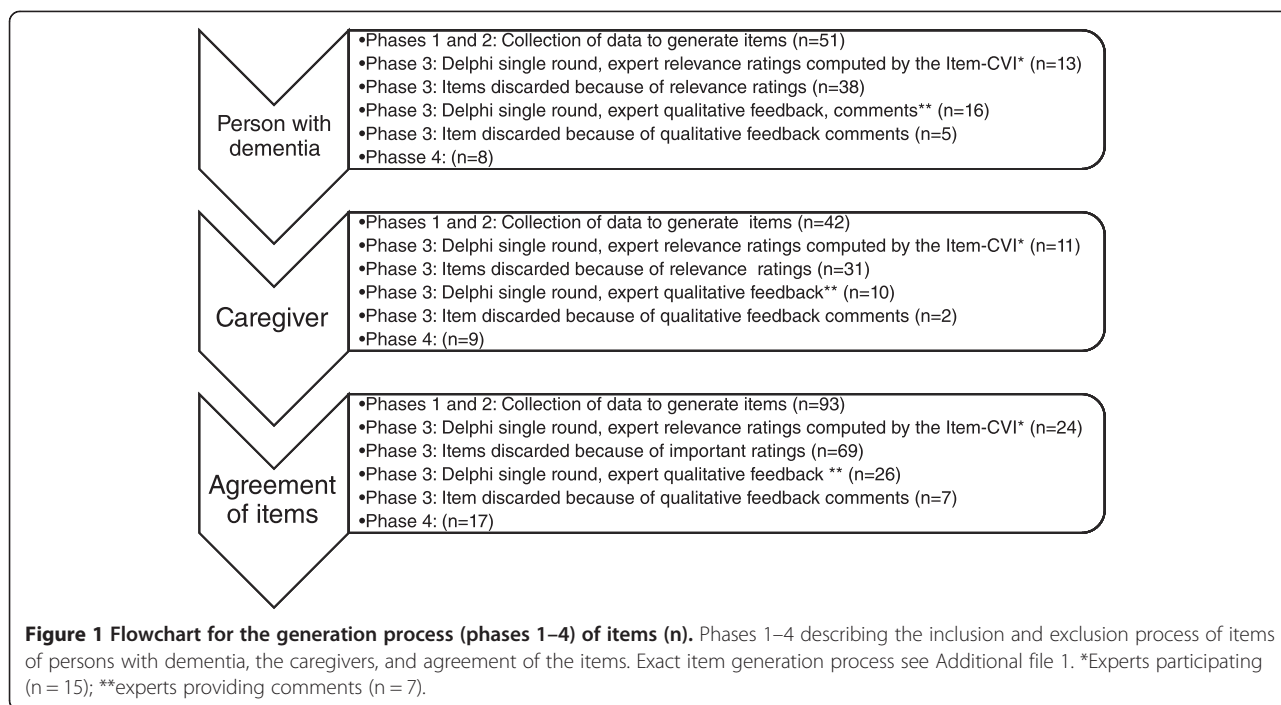 •Phases 1 and 2: Collection of data to generate items (n=51)
•Phase 3: Delphi single round, expert relevance ratings computed by the Item-CVI* (n=13)
•Phase 3: Items discarded because of relevance ratings (n=38)
•Phase 3: Delphi single round, expert qualitative feedback, comments** (n=16)
•Phase 3: Item discarded because of qualitative feedback comments (n=5)
•Phasse 4: (n=8)
Person with
dementia
•Phases 1 and 2: Collection of data to generate items (n=42)
•Phase 3: Delphi single round, expert relevance ratings computed by the Item-CVI* (n=11)
•Phase 3: Items discarded because of relevance ratings (n=31)
•Phase 3: Delphi single round, expert qualitative feedback** (n=10)
•Phase 3: Item discarded because of qualitative feedback comments (n=2)
•Phase 4: (n=9)
Caregiver
•Phases 1 and 2: Collection of data to generate items (n=93)
•Phase 3: Delphi single round, expert relevance ratings computed by the Item-CVI* (n=24)
•Phase 3: Items discarded because of important ratings (n=69)
•Phase 3: Delphi single round, expert qualitative feedback ** (n=26)
•Phase 3: Item discarded because of qualitative feedback comments (n=7)
•Phase 4: (n=17)
Agreement
of items
Figure 1 Flowchart for the generation process (phases 1–4) of items (n). Phases 1–4 describing the inclusion and exclusion process of items
of persons with dementia, the caregivers, and agreement of the items. Exact item generation process see Additional file 1. *Experts participating
(n = 15); **experts providing comments (n = 7).